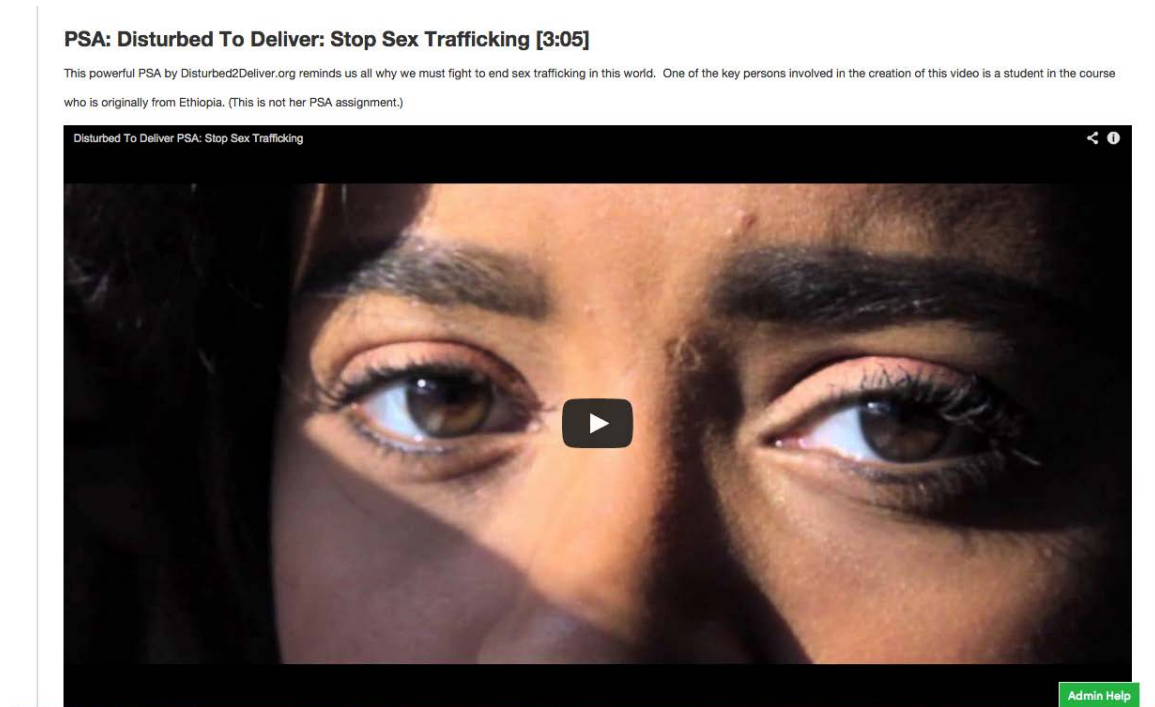 PSA: Disturbed To Deliver: Stop Sex Trafficking [3:05]
This powerful PSA by Disturbed2Deliver.org reminds us all why we must fight to end sex trafficking in this world.  One of the key persons involved in the creation of this video is a student in the course
who is originally from Ethiopia. (This is not her PSA assignment.)
Disturbed To Deliver PSA: Stop Sex Trafficking
Admin Help